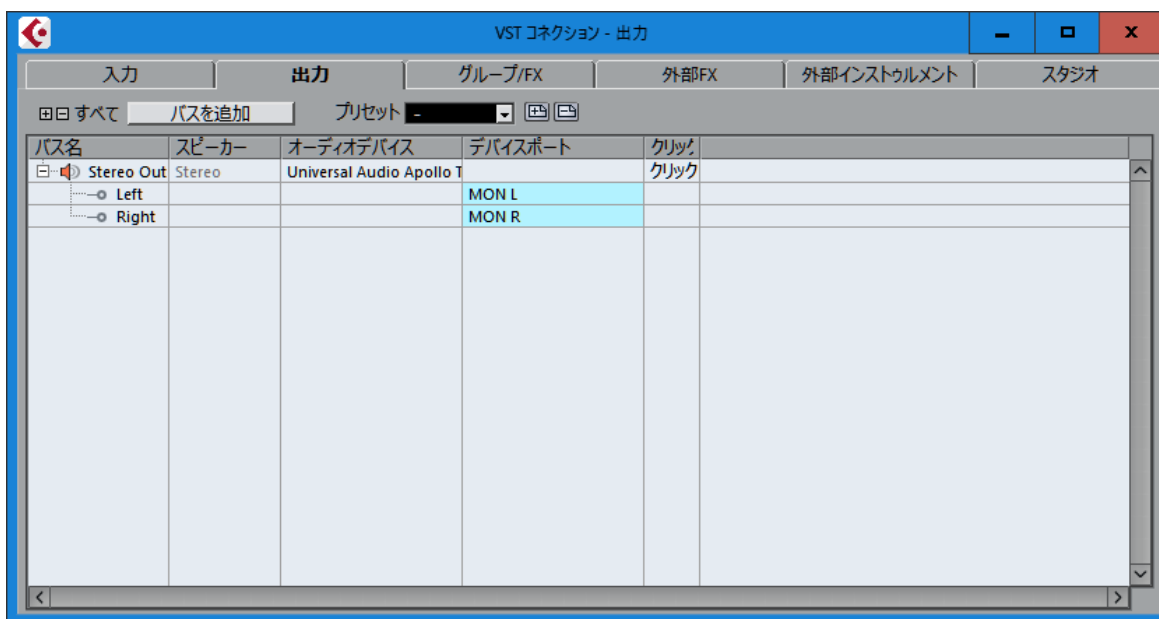 VST コネクション - 出力
入力 出力 グループ/FX 外部FX 外部インストゥルメント スタジオ
すべて バスを追加 プリセット -
バス名 スピーカー オーディオデバイス デバイスポート クリック
Stereo Out Stereo Universal Audio Apollo T クリック
Left MON L
Right MON R